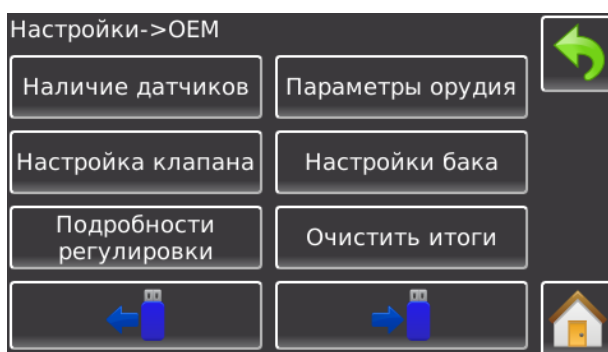 Настройки->OEM
Наличие датчиков
Параметры орудия
Настройка клапана
Настройки бака
Подробности
регулировки
Очистить итоги